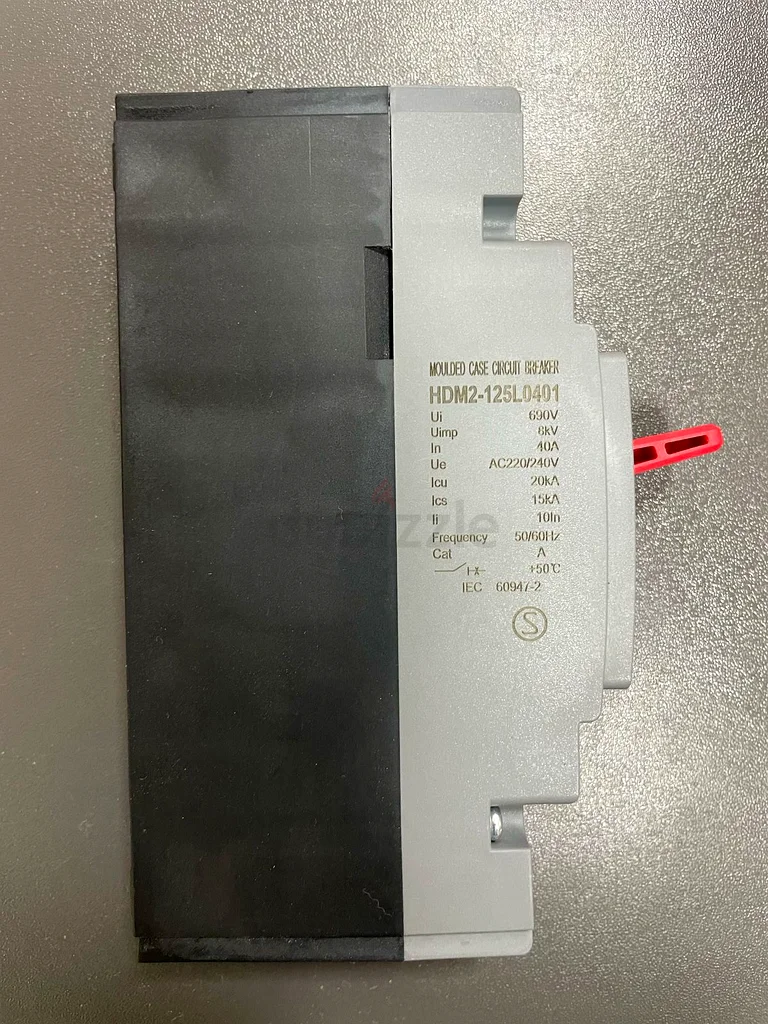 MOULDED CASE CIRCUIT BREAKER
HDM2-125L0401
Ui 690V
Uimp 6kV
In 40A
Ue AC220/240V
Icu 20kA
Ics 15kA
Ii 10In
Frequency 50/60Hz
Cat A
+50℃
IEC 60947-2
S